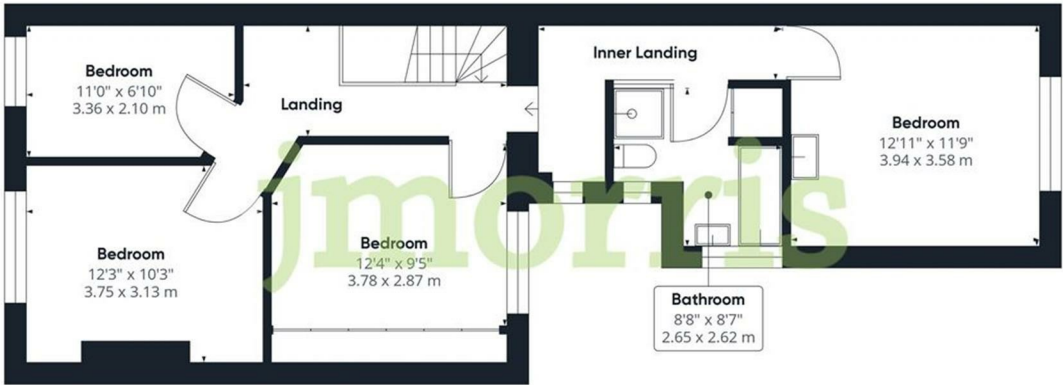 Bedroom
11'0" x 6'10"
3.36 x 2.10 m
Landing
Inner Landing
Bedroom
12'11" x 11'9"
3.94 x 3.58 m
Bedroom
12'3" x 10'3"
3.75 x 3.13 m
Bedroom
12'4" x 9'5"
3.78 x 2.87 m
jmorris
Bathroom
8'8" x 8'7"
2.65 x 2.62 m